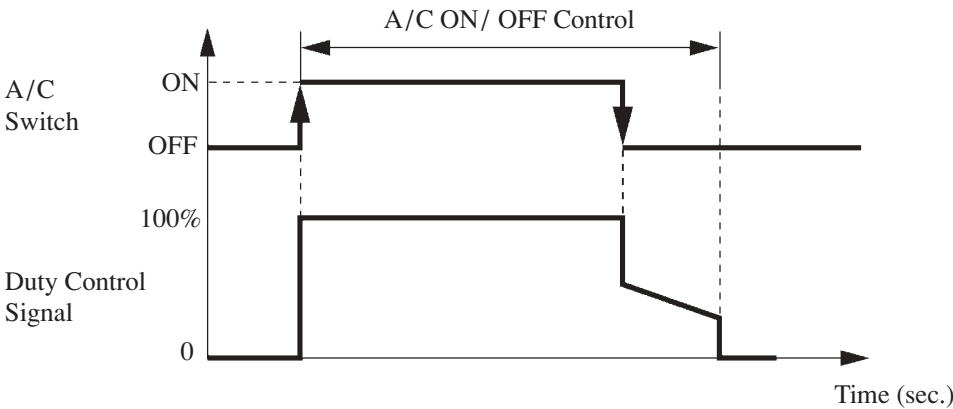 A/C ON/ OFF Control
ON
A/C
Switch
OFF
100%
Duty Control
Signal
0
Time (sec.)